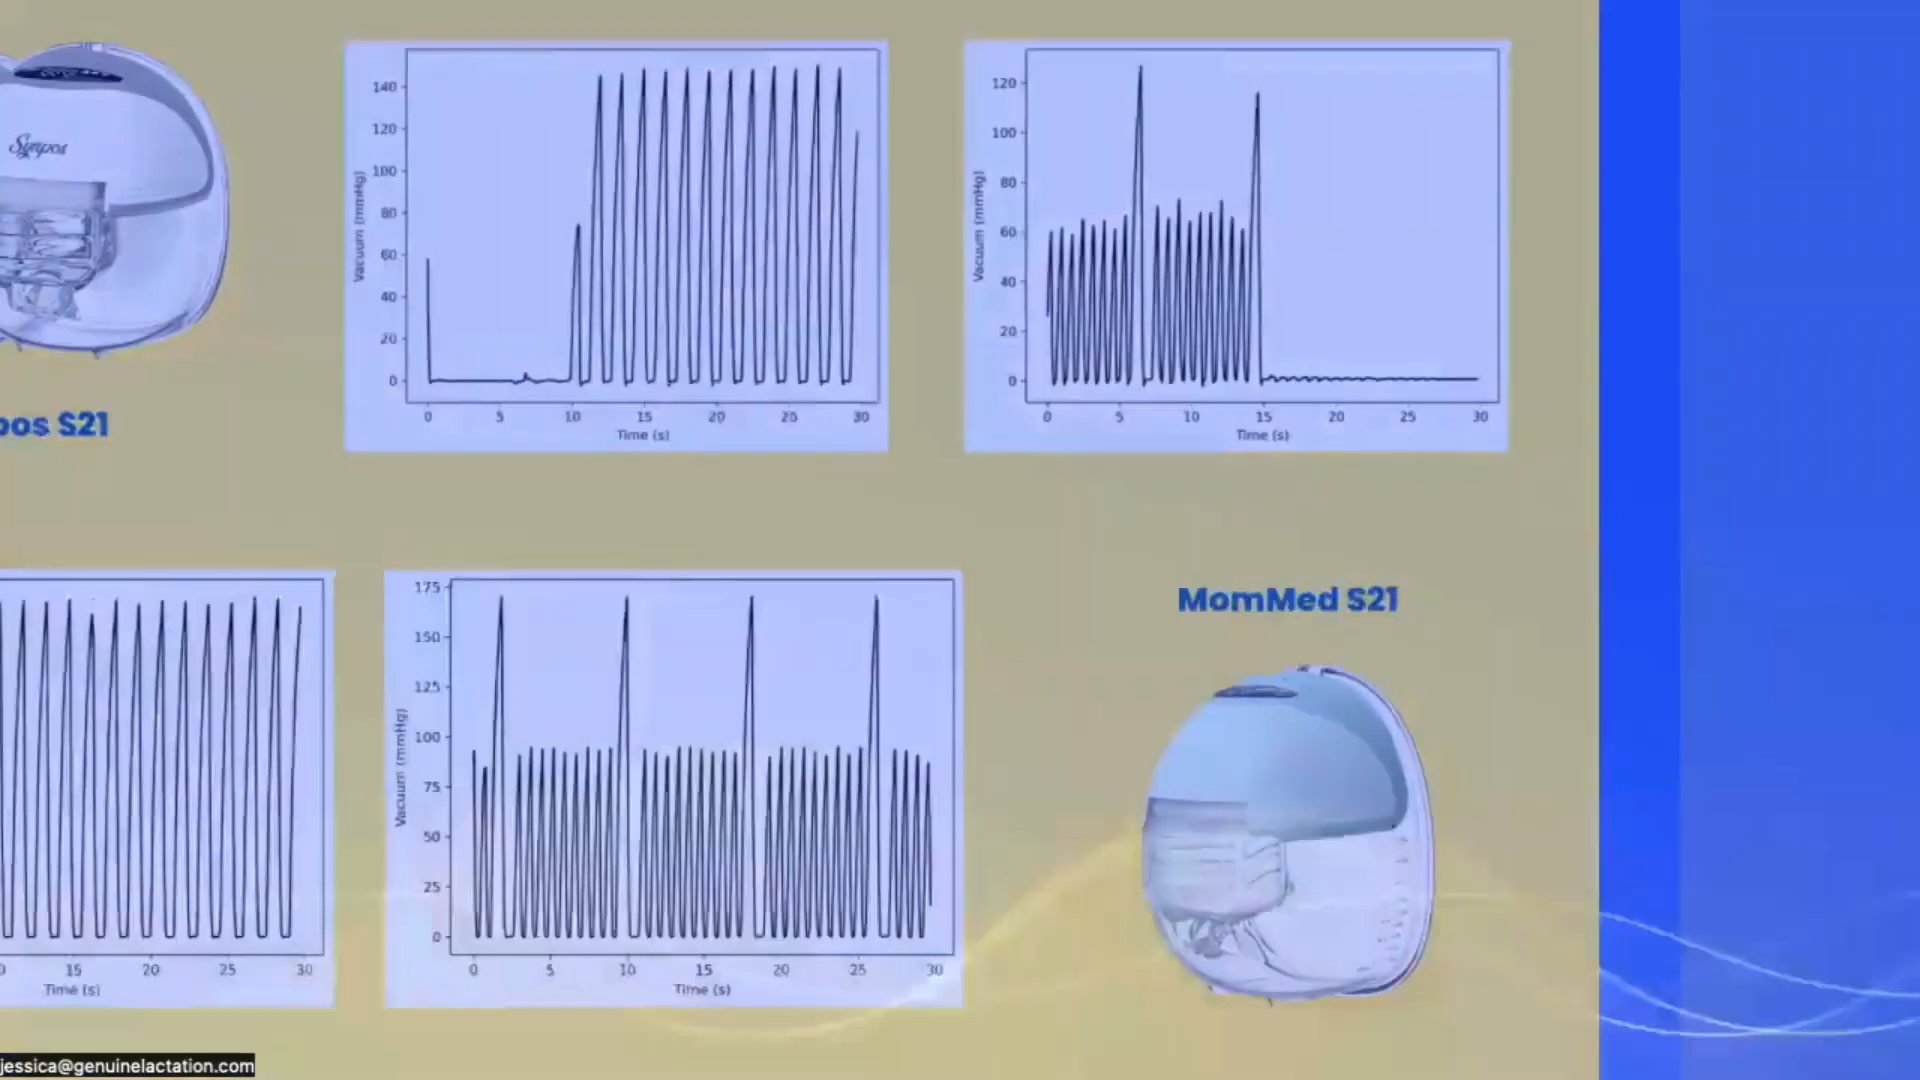 Synpos
pos S21
140
120
100
80
60
40
20
0
Vacuum (mmHg)
0 5 10 15 20 25 30
Time (s)
120
100
80
60
40
20
0
Vacuum (mmHg)
0 5 10 15 20 25 30
Time (s)
0 15 20 25 30
Time (s)
175
150
125
100
75
50
25
0
Vacuum (mmHg)
0 5 10 15 20 25 30
Time (s)
MomMed S21
jessica@genuinelactation.com